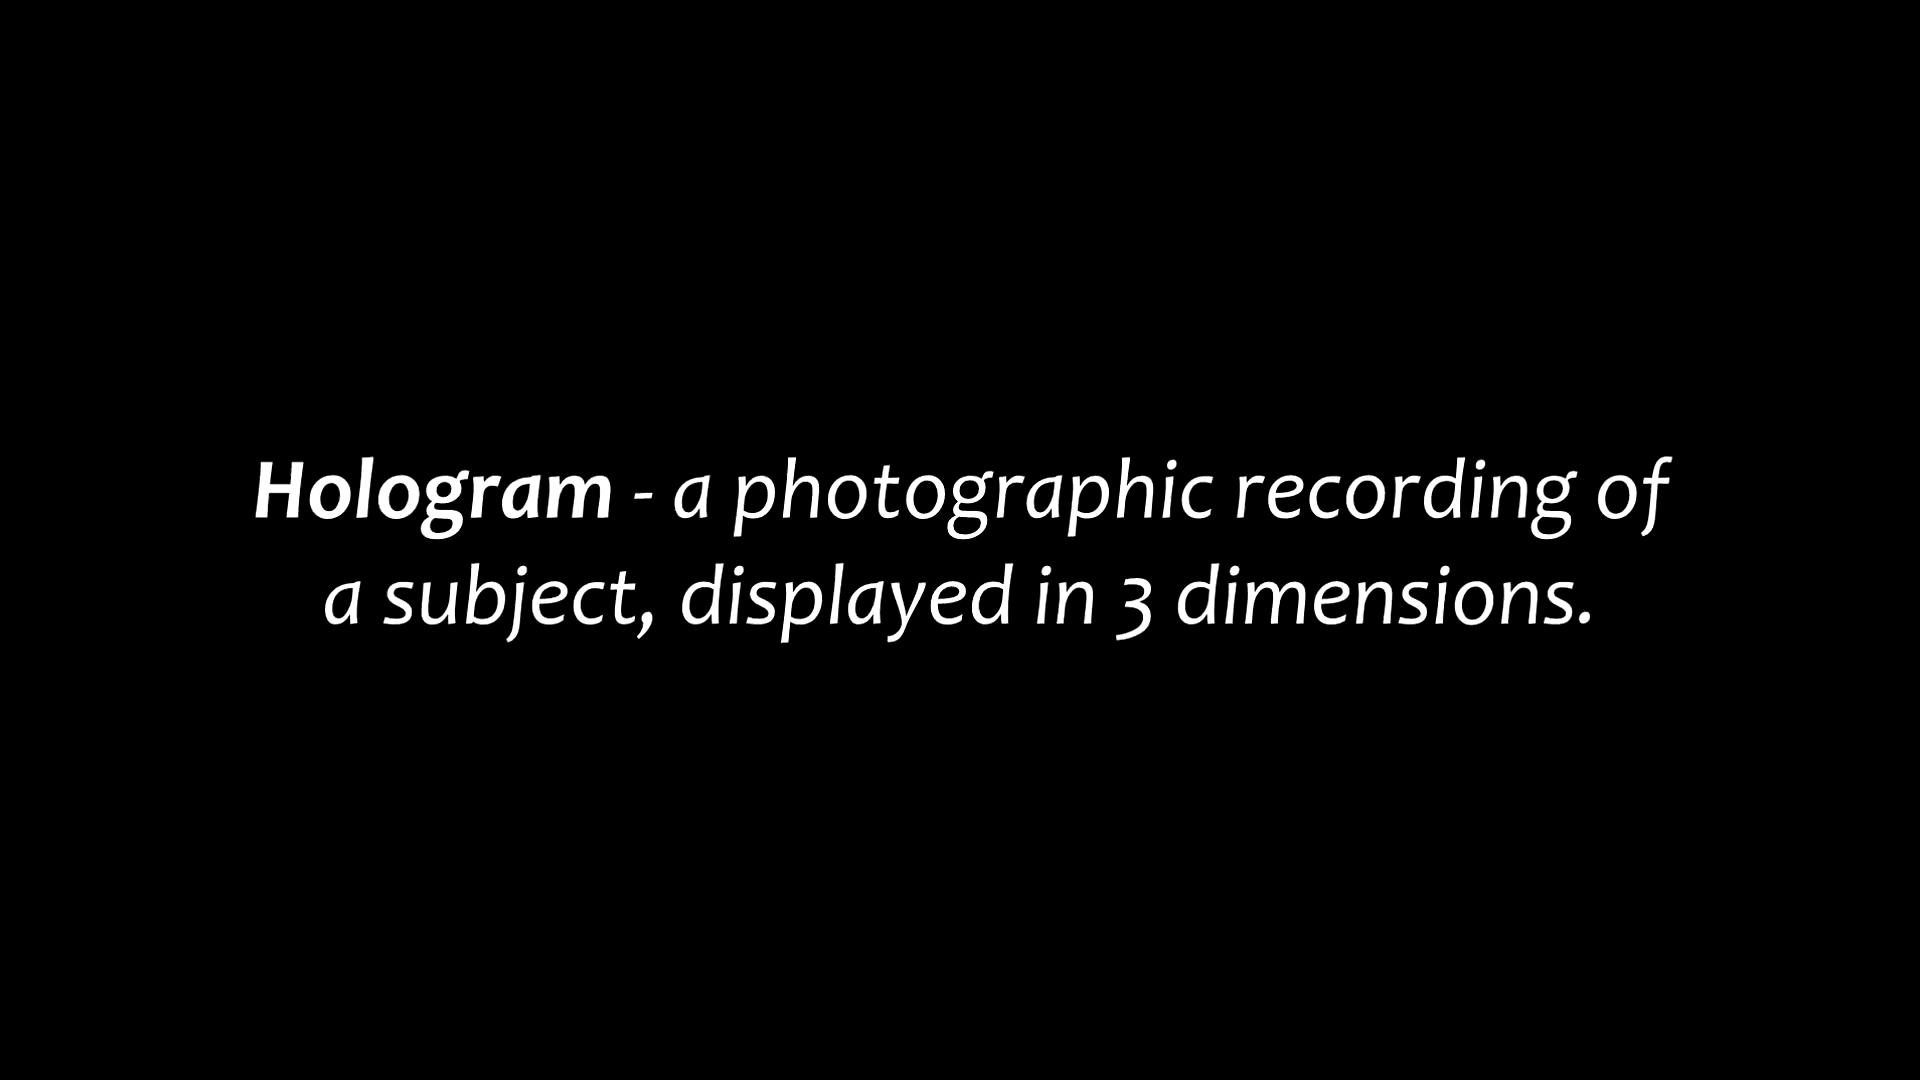 Hologram - a photographic recording of
a subject, displayed in 3 dimensions.